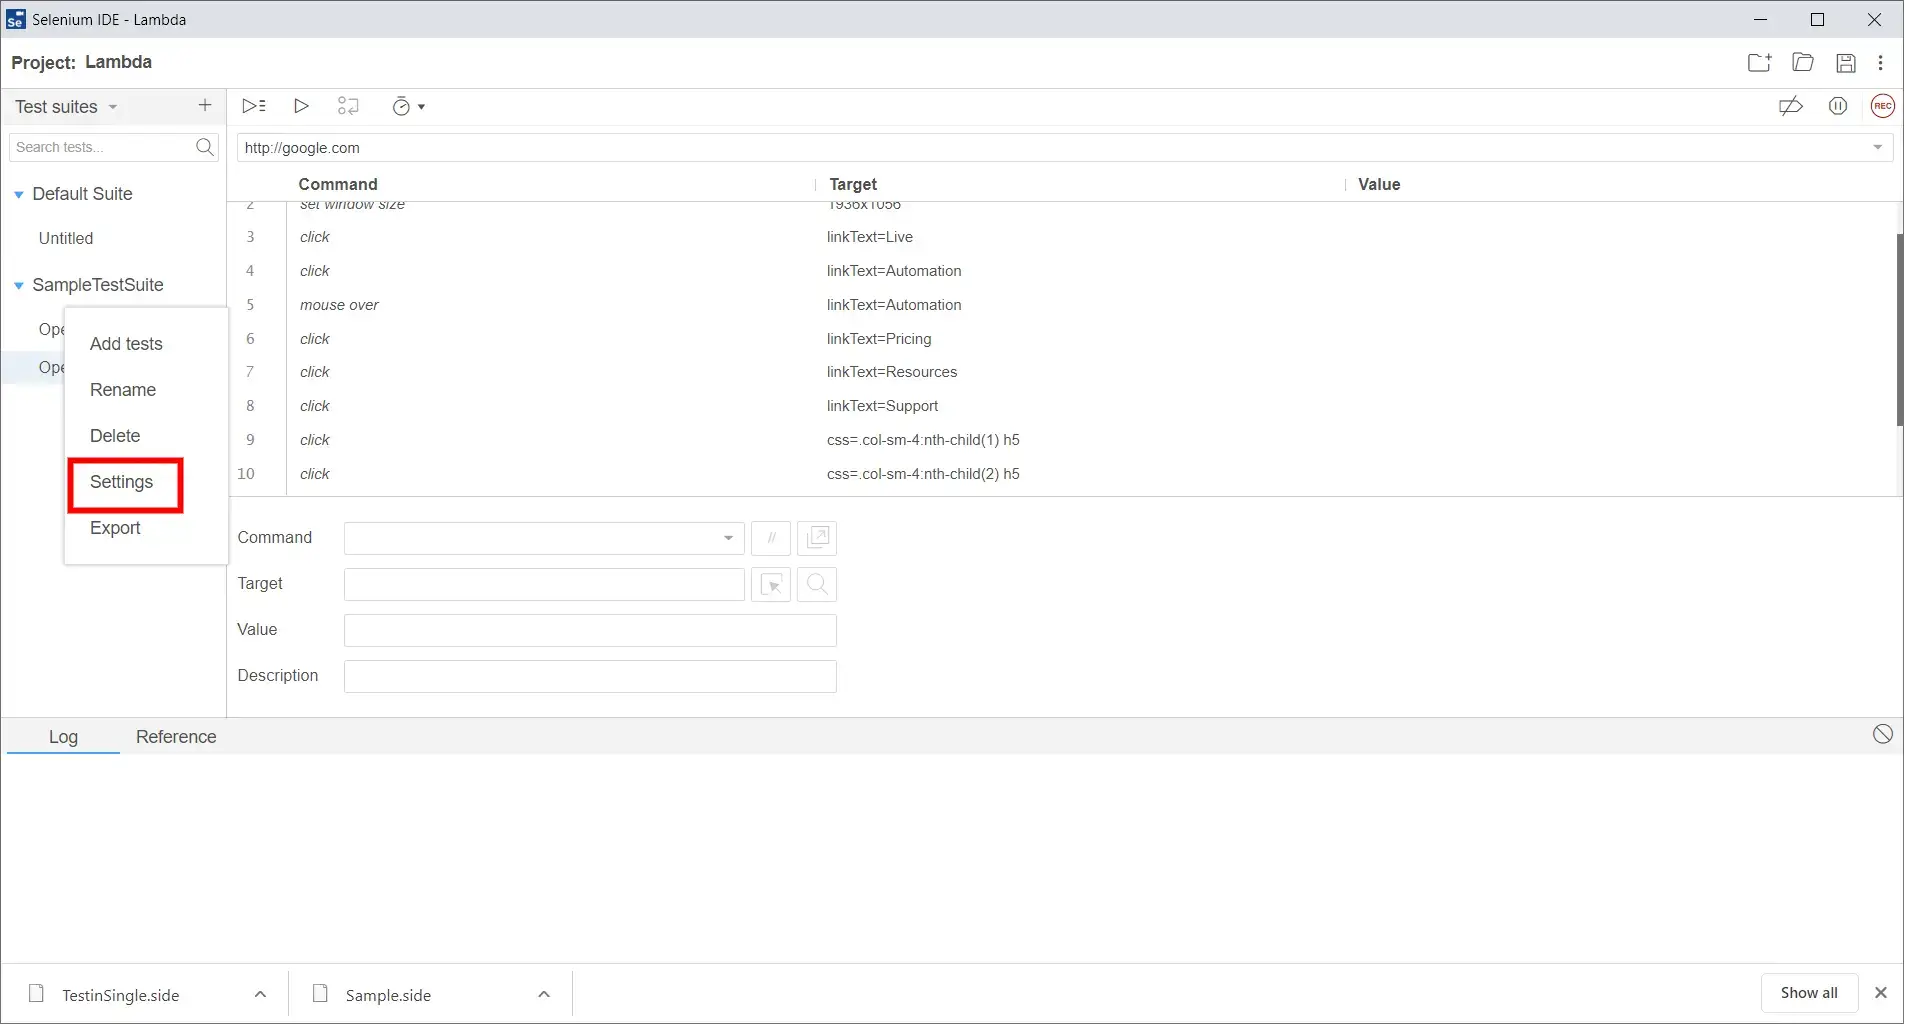 Se Selenium IDE - Lambda
Project: Lambda
Test suites
REC
Search tests...
http://google.com
Command Target Value
Default Suite
Untitled
SampleTestSuite
Ope
Ope
Add tests
Rename
Delete
Settings
Export
2 set window size 1936x1056
3 click linkText=Live
4 click linkText=Automation
5 mouse over linkText=Automation
6 click linkText=Pricing
7 click linkText=Resources
8 click linkText=Support
9 click css=.col-sm-4:nth-child(1) h5
10 click css=.col-sm-4:nth-child(2) h5
Command //
Target
Value
Description
Log Reference
TestinSingle.side Sample.side Show all